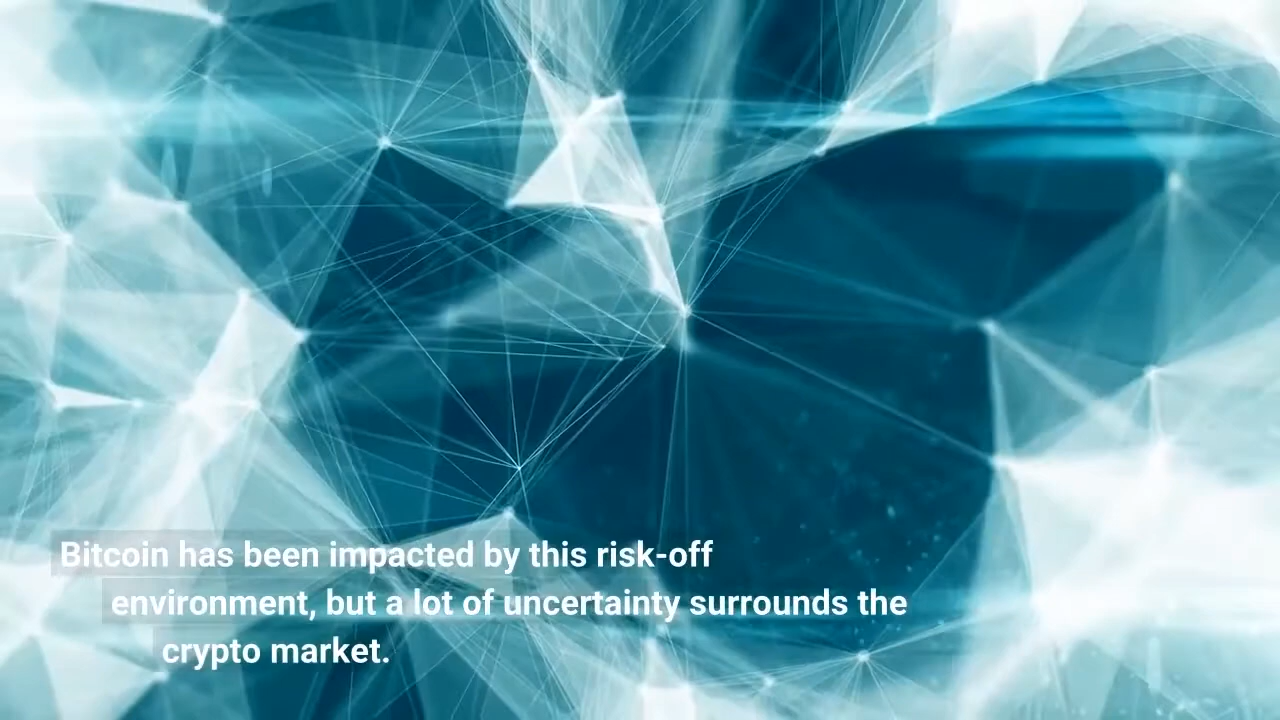 Bitcoin has been impacted by this risk-off
environment, but a lot of uncertainty surrounds the
crypto market.